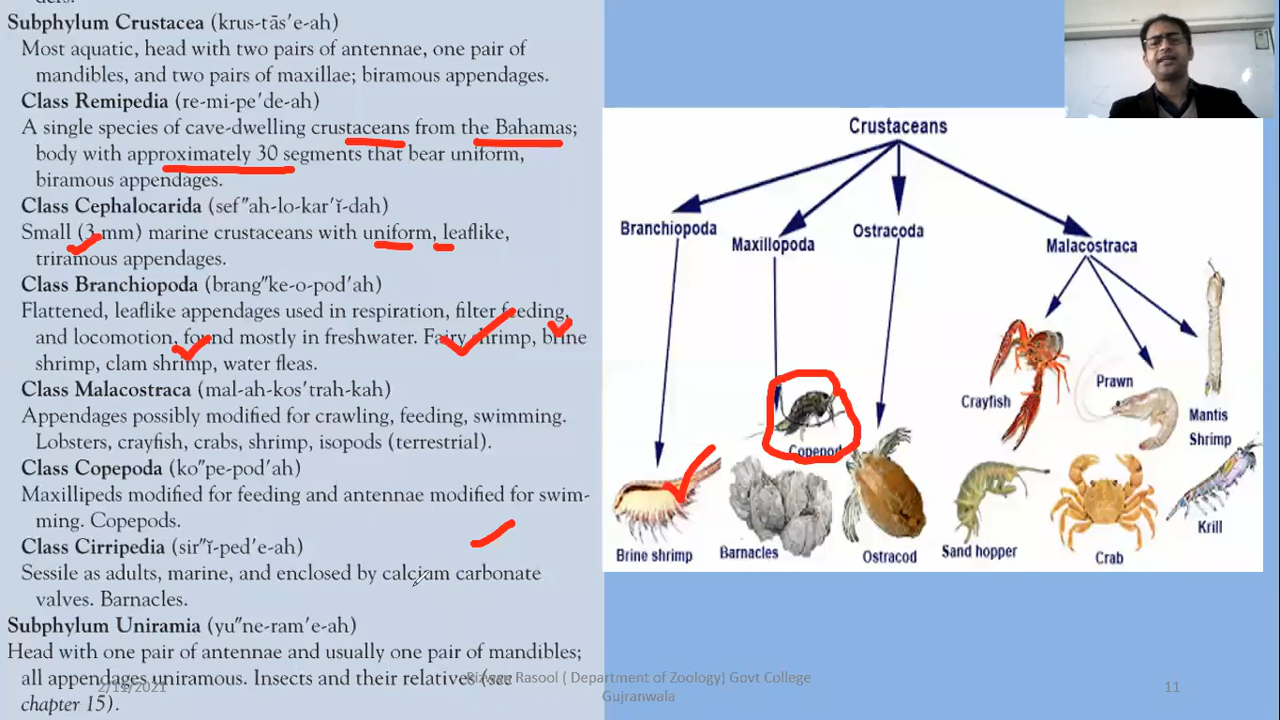 ders.
Subphylum Crustacea (krus-tās′e-ah)
Most aquatic, head with two pairs of antennae, one pair of
mandibles, and two pairs of maxillae; biramous appendages.
Class Remipedia (re-mi-pe′de-ah)
A single species of cave-dwelling crustaceans from the Bahamas;
body with approximately 30 segments that bear uniform,
biramous appendages.
Class Cephalocarida (sef″ah-lo-kar′ĭ-dah)
Small (3 mm) marine crustaceans with uniform, leaflike,
triramous appendages.
Class Branchiopoda (brang″ke-o-pod′ah)
Flattened, leaflike appendages used in respiration, filter feeding,
and locomotion, found mostly in freshwater. Fairy shrimp, brine
shrimp, clam shrimp, water fleas.
Class Malacostraca (mal-ah-kos′trah-kah)
Appendages possibly modified for crawling, feeding, swimming.
Lobsters, crayfish, crabs, shrimp, isopods (terrestrial).
Class Copepoda (ko″pe-pod′ah)
Maxillipeds modified for feeding and antennae modified for swim-
ming. Copepods.
Class Cirripedia (sir″ĭ-ped′e-ah)
Sessile as adults, marine, and enclosed by calcium carbonate
valves. Barnacles.
Subphylum Uniramia (yu″ne-ram′e-ah)
Head with one pair of antennae and usually one pair of mandibles;
all appendages uniramous. Insects and their relatives (see
chapter 15).
Crustaceans
Branchiopoda
Maxillopoda
Ostracoda
Malacostraca
Crayfish
Prawn
Mantis
Shrimp
Copepod
Brine shrimp
Barnacles
Ostracod
Sand hopper
Crab
Krill
Rizwan Rasool ( Department of Zoology) Govt College
Gujranwala
11